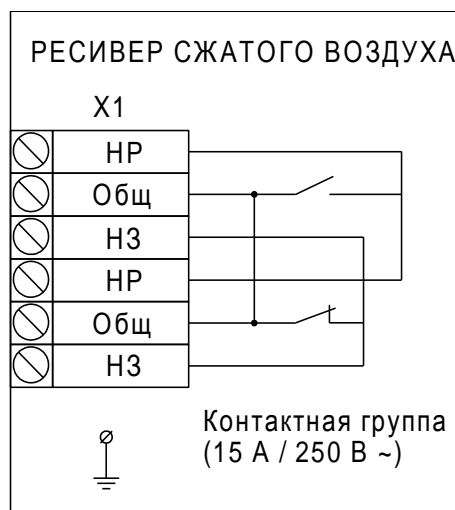 РЕСИВЕР СЖАТОГО ВОЗДУХА
X1
НР
Общ
НЗ
НР
Общ
НЗ
Контактная группа
(15 А / 250 В ~)